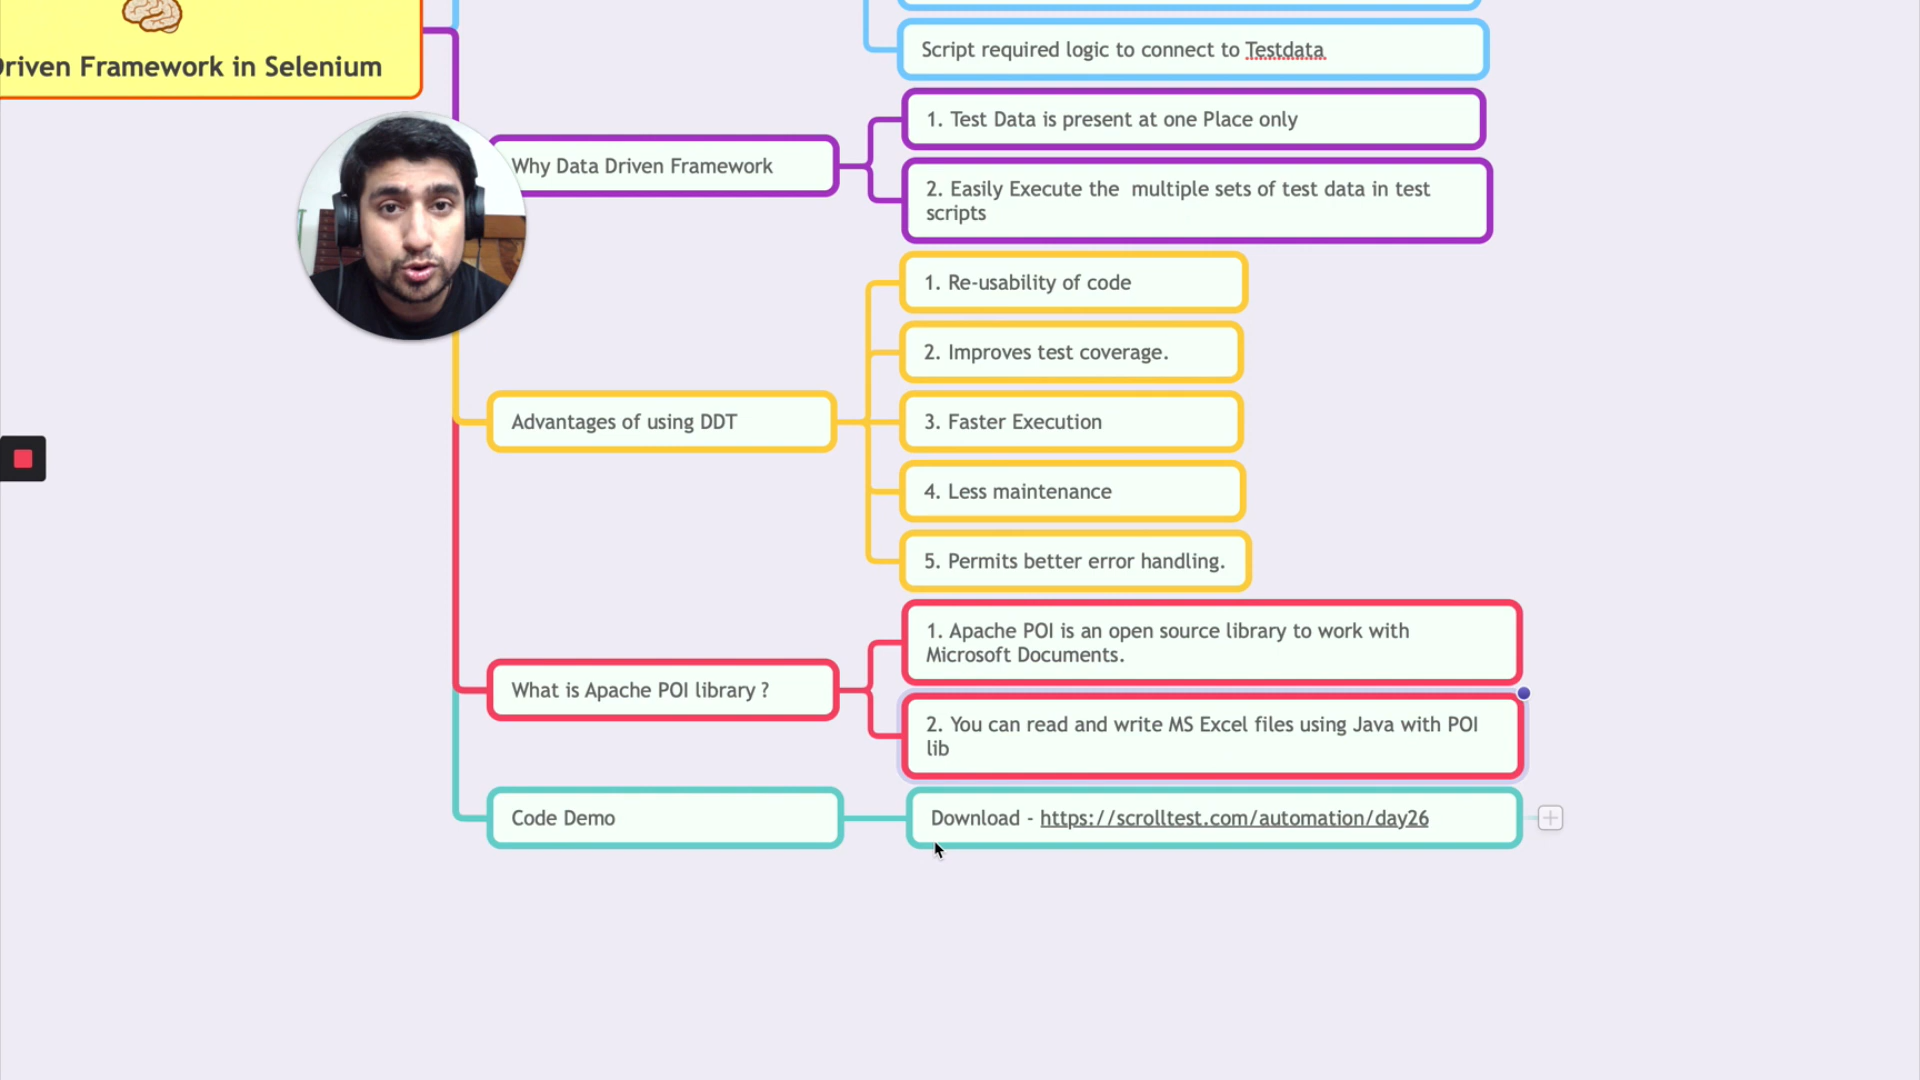 Driven Framework in Selenium
Script required logic to connect to Testdata
Why Data Driven Framework
1. Test Data is present at one Place only
2. Easily Execute the  multiple sets of test data in test
scripts
Advantages of using DDT
1. Re-usability of code
2. Improves test coverage.
3. Faster Execution
4. Less maintenance
5. Permits better error handling.
What is Apache POI library ?
1. Apache POI is an open source library to work with
Microsoft Documents.
2. You can read and write MS Excel files using Java with POI
lib
Code Demo
Download - https://scrolltest.com/automation/day26